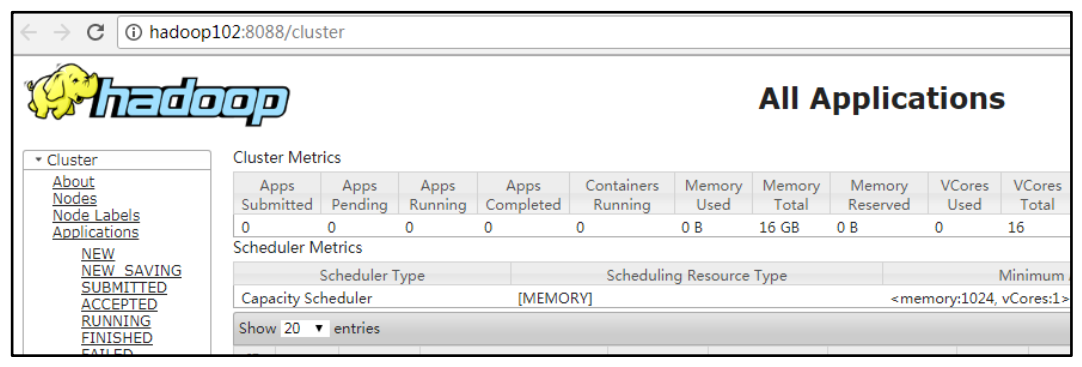 hadoop102:8088/cluster
hadoop
All Applications
Cluster
About
Nodes
Node Labels
Applications
NEW
NEW_SAVING
SUBMITTED
ACCEPTED
RUNNING
FINISHED
FAILED
Cluster Metrics
Apps Submitted Apps Pending Apps Running Apps Completed Containers Running Memory Used Memory Total Memory Reserved VCores Used VCores Total
0 0 0 0 0 0 B 16 GB 0 B 0 16
Scheduler Metrics
Scheduler Type Scheduling Resource Type Minimum
Capacity Scheduler [MEMORY] <memory:1024, vCores:1>
Show 20 entries